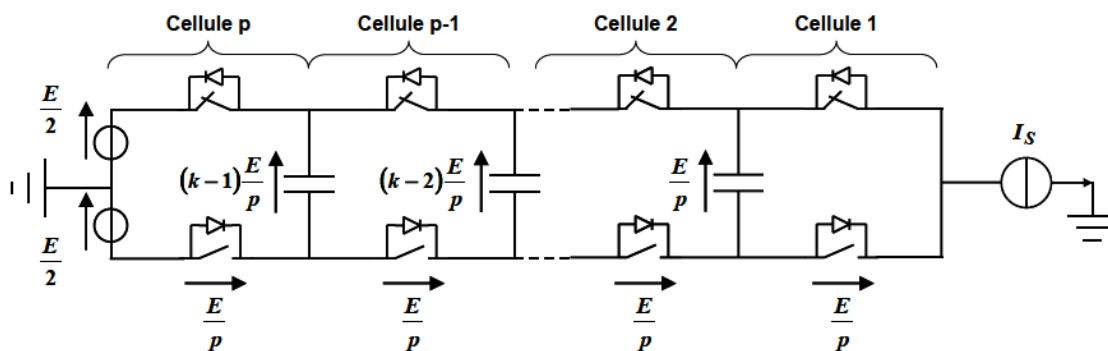 Cellule p Cellule p-1 Cellule 2 Cellule 1
E/2
I_S
(k−1)E/p (k−2)E/p E/p
E/2
E/p E/p E/p E/p